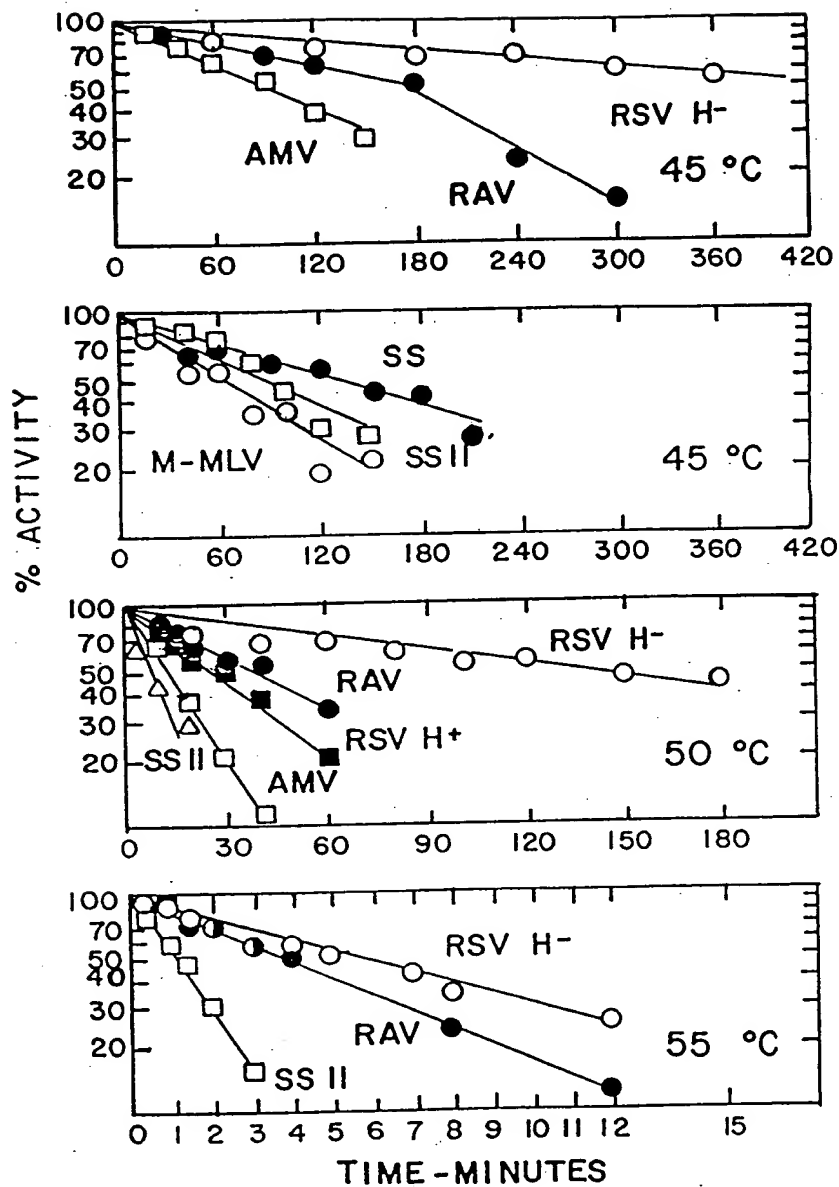 % ACTIVITY
100
70
50
40
30
20
AMV
RAV
RSV H-
45 °C
0 60 120 180 240 300 360 420
100
70
50
40
30
20
SS
M-MLV
SS II
45 °C
0 60 120 180 240 300 360 420
100
70
50
40
30
20
RSV H-
RAV
RSV H+
SS II
AMV
50 °C
0 30 60 90 120 150 180
100
70
50
40
30
20
RSV H-
RAV
SS II
55 °C
0 1 2 3 4 5 6 7 8 9 10 11 12 15
TIME-MINUTES